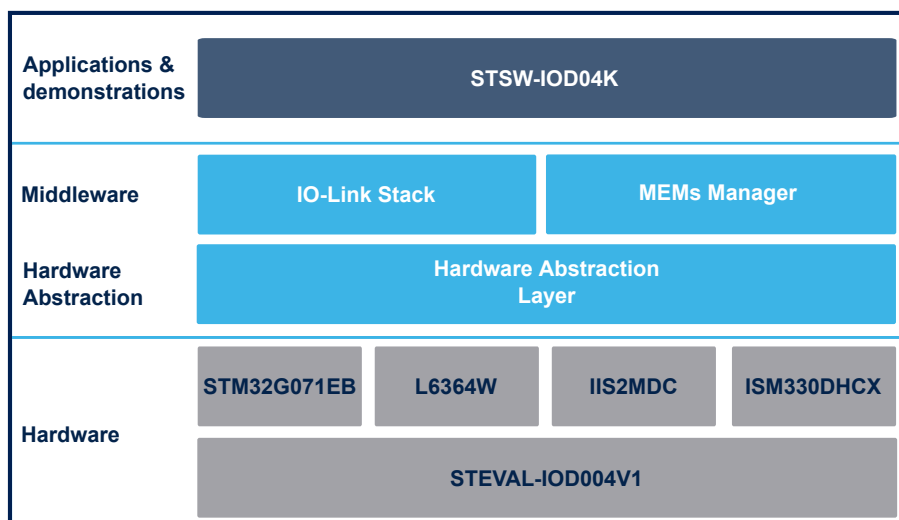 Applications &
demonstrations
STSW-IOD04K
Middleware
IO-Link Stack
MEMs Manager
Hardware
Abstraction
Hardware Abstraction
Layer
Hardware
STM32G071EB
L6364W
IIS2MDC
ISM330DHCX
STEVAL-IOD004V1